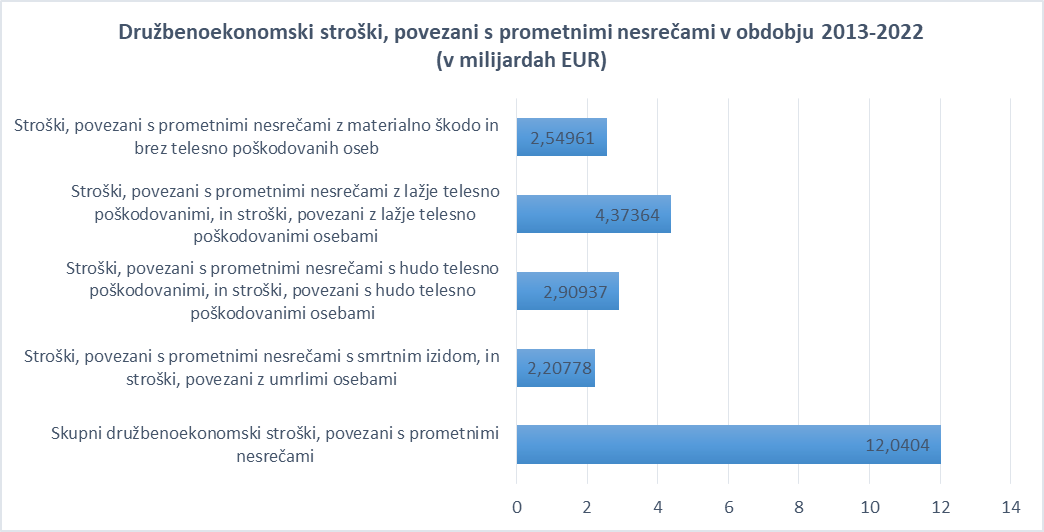 Družbenoekonomski stroški, povezani s prometnimi nesrečami v obdobju 2013-2022
(v milijardah EUR)
Stroški, povezani s prometnimi nesrečami z materialno škodo in
brez telesno poškodovanih oseb
2,54961
Stroški, povezani s prometnimi nesrečami z lažje telesno
poškodovanimi, in stroški, povezani z lažje telesno
poškodovanimi osebami
4,37364
Stroški, povezani s prometnimi nesrečami s hudo telesno
poškodovanimi, in stroški, povezani s hudo telesno
poškodovanimi osebami
2,90937
Stroški, povezani s prometnimi nesrečami s smrtnim izidom, in
stroški, povezani z umrlimi osebami
2,20778
Skupni družbenoekonomski stroški, povezani s prometnimi
nesrečami
12,0404
0 2 4 6 8 10 12 14